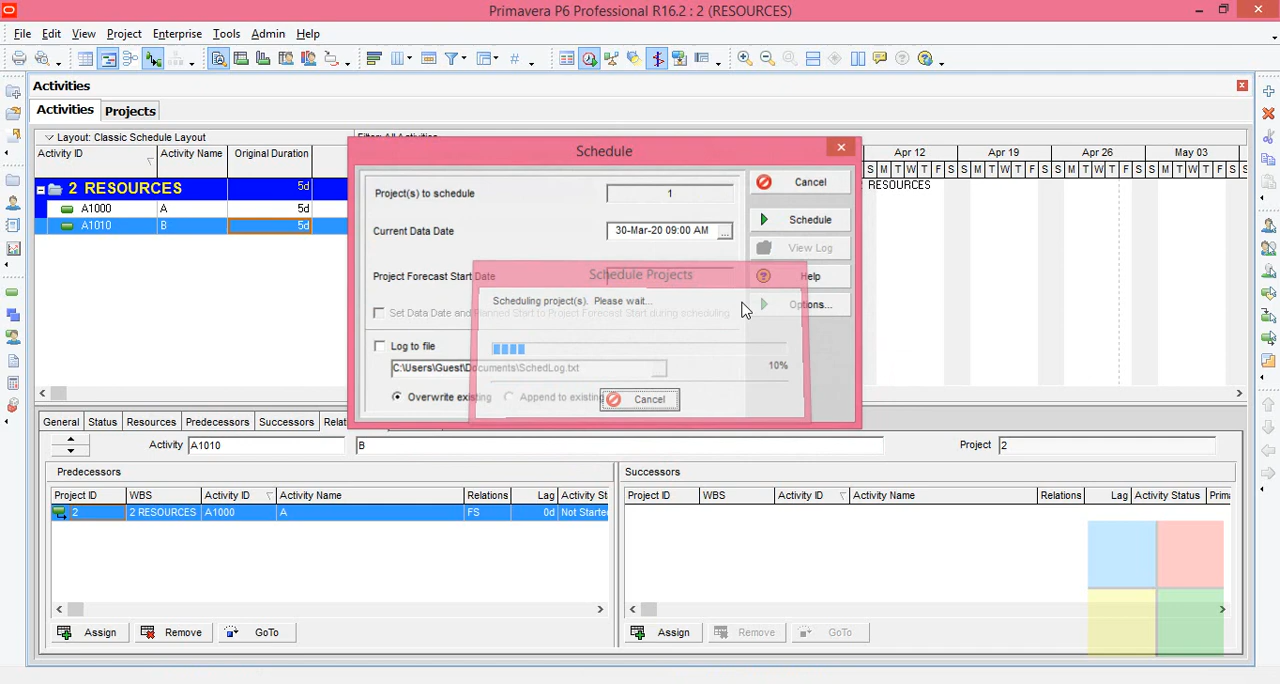 Primavera P6 Professional R16.2 : 2 (RESOURCES)
File Edit View Project Enterprise Tools Admin Help
Activities
Activities Projects
Layout: Classic Schedule Layout Filter: All Activities
Activity ID Activity Name Original Duration
Apr 12 Apr 19 Apr 26 May 03
S M T W T F S S M T W T F S S M T W T F S S M T W T F S
2 RESOURCES 5d
RESOURCES
A1000 A 5d
A1010 B 5d
Schedule
Project(s) to schedule 1
Cancel
Current Data Date 30-Mar-20 09:00 AM ...
Schedule
View Log
Project Forecast Start Date
Help
Set Data Date and Planned Start to Project Forecast Start during scheduling
Options...
Log to file
C:\Users\Guest\Documents\SchedLog.txt
Overwrite existing Append to existing
Schedule Projects
Scheduling project(s). Please wait...
10%
Cancel
General Status Resources Predecessors Successors Relat
Activity A1010 B Project 2
Predecessors
Project ID WBS Activity ID Activity Name Relations Lag Activity St
2 2 RESOURCES A1000 A FS 0d Not Starte
Assign Remove GoTo
Successors
Project ID WBS Activity ID Activity Name Relations Lag Activity Status Prima
Assign Remove GoTo